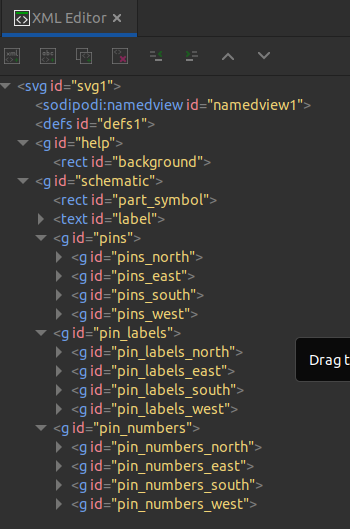 XML Editor ×
xml abc
<svg id="svg1">
<sodipodi:namedview id="namedview1">
<defs id="defs1">
<g id="help">
<rect id="background">
<g id="schematic">
<rect id="part_symbol">
<text id="label">
<g id="pins">
<g id="pins_north">
<g id="pins_east">
<g id="pins_south">
<g id="pins_west">
<g id="pin_labels">
<g id="pin_labels_north">
<g id="pin_labels_east">
<g id="pin_labels_south">
<g id="pin_labels_west">
<g id="pin_numbers">
<g id="pin_numbers_north">
<g id="pin_numbers_east">
<g id="pin_numbers_south">
<g id="pin_numbers_west">
Drag t